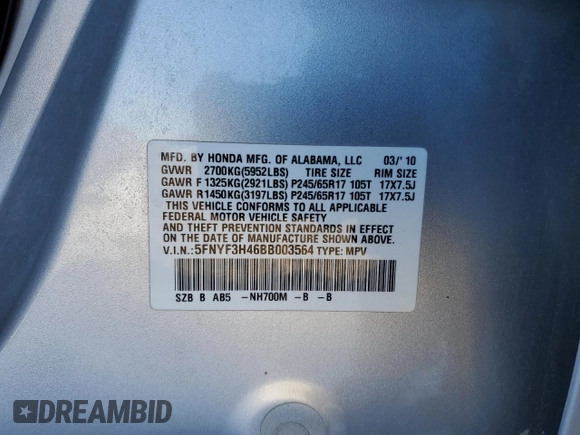 MFD. BY HONDA MFG. OF ALABAMA, LLC 03/'10
GVWR 2700KG(5952LBS) TIRE SIZE RIM SIZE
GAWR F 1325KG(2921LBS) P245/65R17 105T 17X7.5J
GAWR R1450KG(3197LBS) P245/65R17 105T 17X7.5J
THIS VEHICLE CONFORMS TO ALL APPLICABLE
FEDERAL MOTOR VEHICLE SAFETY
AND THEFT PREVENTION STANDARDS IN EFFECT
ON THE DATE OF MANUFACTURE SHOWN ABOVE.
V.I.N.:5FNYF3H46BB003564 TYPE: MPV
SZB B AB5 -NH700M -B -B
DREAMBID